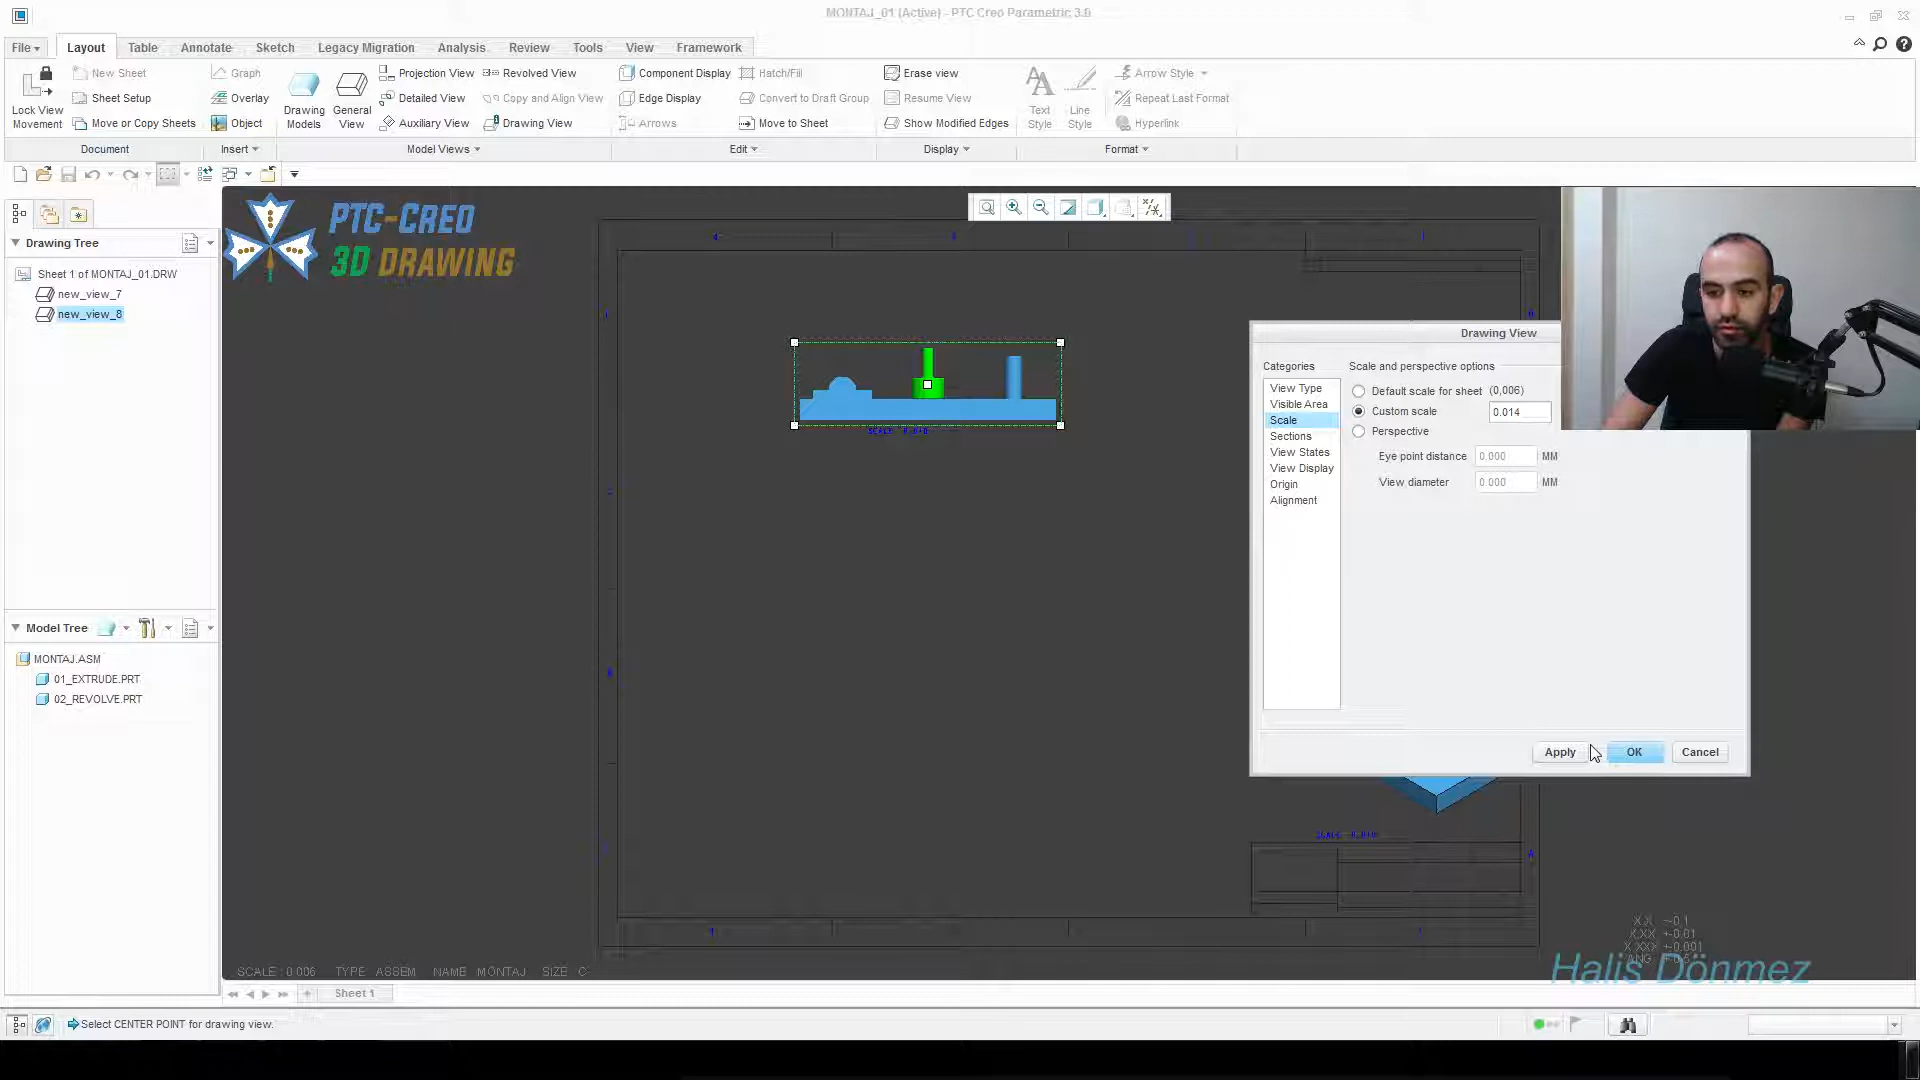 MONTAJ_01 (Active) - PTC Creo Parametric 3.0
File
Layout
Table
Annotate
Sketch
Legacy Migration
Analysis
Review
Tools
View
Framework
Lock View Movement
New Sheet
Sheet Setup
Move or Copy Sheets
Graph
Overlay
Object
Drawing Models
General View
Projection View
Detailed View
Auxiliary View
Revolved View
Copy and Align View
Drawing View
Component Display
Edge Display
Arrows
Hatch/Fill
Convert to Draft Group
Move to Sheet
Erase view
Resume View
Show Modified Edges
Text Style
Line Style
Arrow Style
Repeat Last Format
Hyperlink
Document
Insert
Model Views
Edit
Display
Format
PTC-CREO
3D DRAWING
Drawing Tree
Sheet 1 of MONTAJ_01.DRW
new_view_7
new_view_8
Model Tree
MONTAJ.ASM
01_EXTRUDE.PRT
02_REVOLVE.PRT
Drawing View
Categories
View Type
Visible Area
Scale
Sections
View States
View Display
Origin
Alignment
Scale and perspective options
Default scale for sheet (0,006)
Custom scale 0.014
Perspective
Eye point distance 0.000 MM
View diameter 0.000 MM
Apply
OK
Cancel
X.X +-0.1
X.XX +-0.01
X.XXX +-0.001
Halis Dönmez
SCALE : 0.006 TYPE ASSEM NAME MONTAJ SIZE C
Sheet 1
Select CENTER POINT for drawing view.